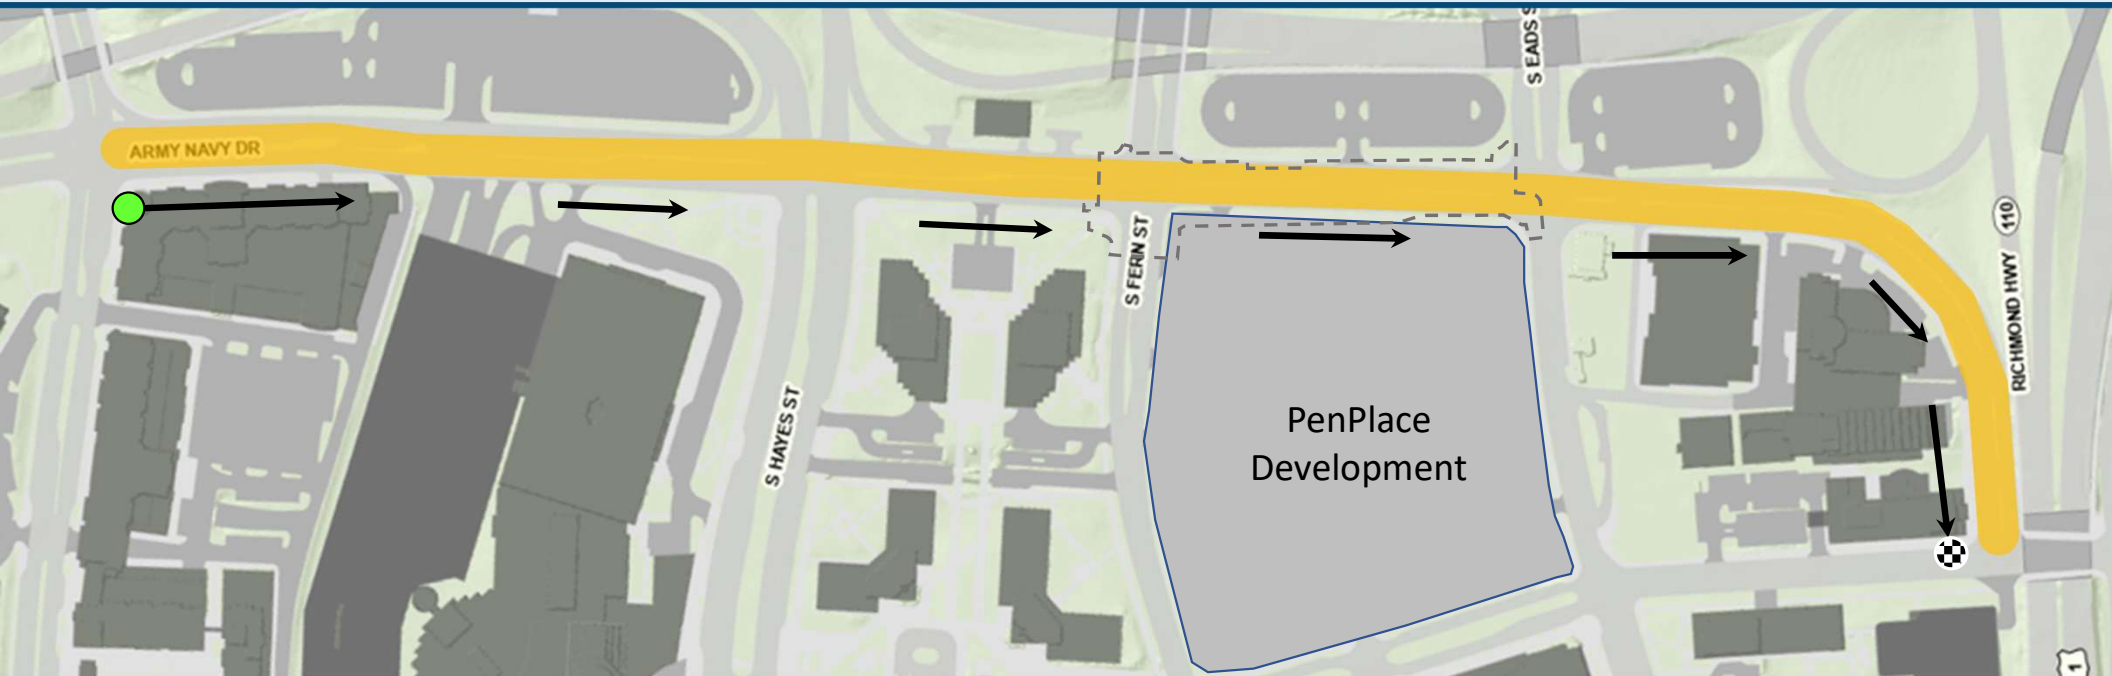 S EADS S
ARMY NAVY DR
110
S FERN ST
RICHMOND HWY
S HAYES ST
PenPlace
Development
1